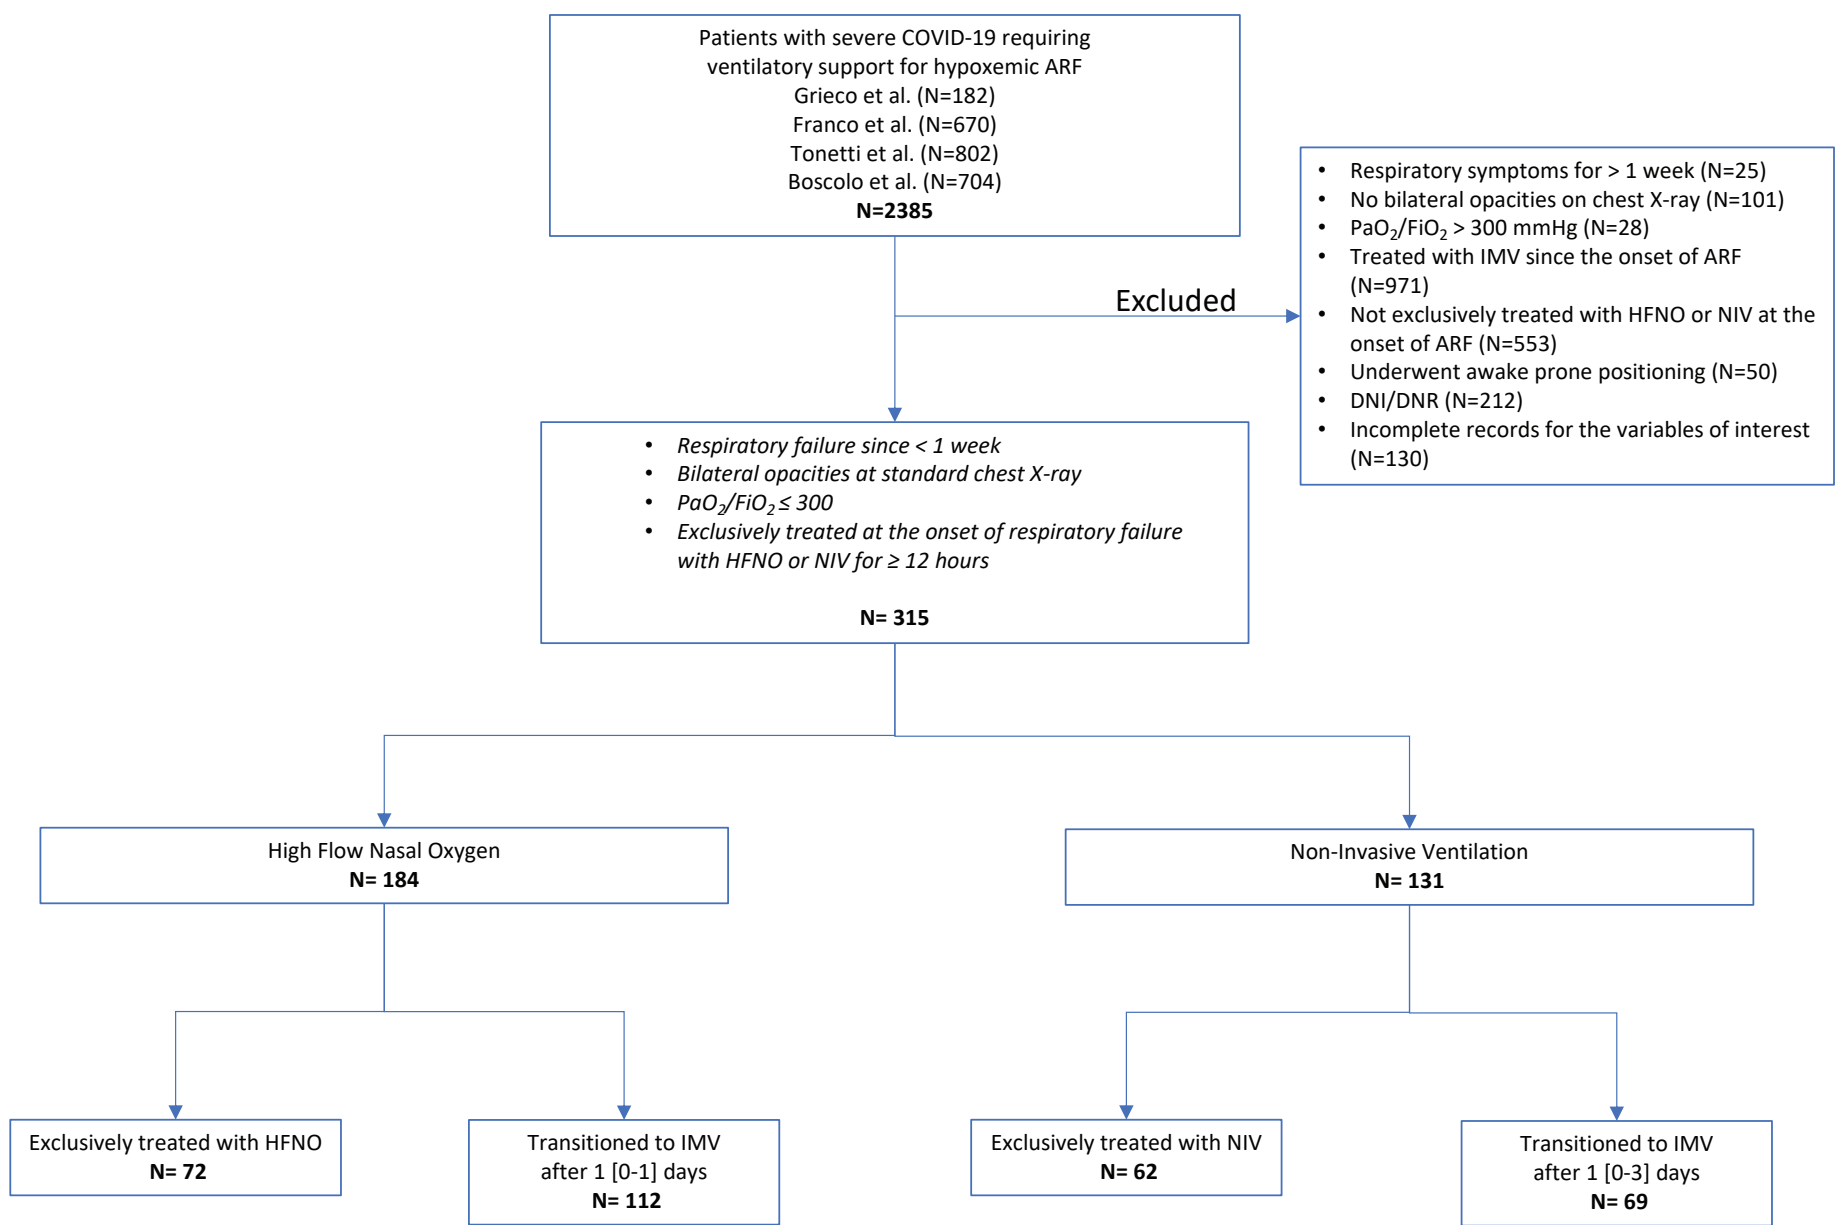 Patients with severe COVID-19 requiring
ventilatory support for hypoxemic ARF
Grieco et al. (N=182)
Franco et al. (N=670)
Tonetti et al. (N=802)
Boscolo et al. (N=704)
N=2385
Excluded
• Respiratory symptoms for > 1 week (N=25)
• No bilateral opacities on chest X-ray (N=101)
• PaO₂/FiO₂ > 300 mmHg (N=28)
• Treated with IMV since the onset of ARF
(N=971)
• Not exclusively treated with HFNO or NIV at the
onset of ARF (N=553)
• Underwent awake prone positioning (N=50)
• DNI/DNR (N=212)
• Incomplete records for the variables of interest
(N=130)
• Respiratory failure since < 1 week
• Bilateral opacities at standard chest X-ray
• PaO₂/FiO₂ ≤ 300
• Exclusively treated at the onset of respiratory failure
with HFNO or NIV for ≥ 12 hours
N= 315
High Flow Nasal Oxygen
N= 184
Non-Invasive Ventilation
N= 131
Exclusively treated with HFNO
N= 72
Transitioned to IMV
after 1 [0-1] days
N= 112
Exclusively treated with NIV
N= 62
Transitioned to IMV
after 1 [0-3] days
N= 69